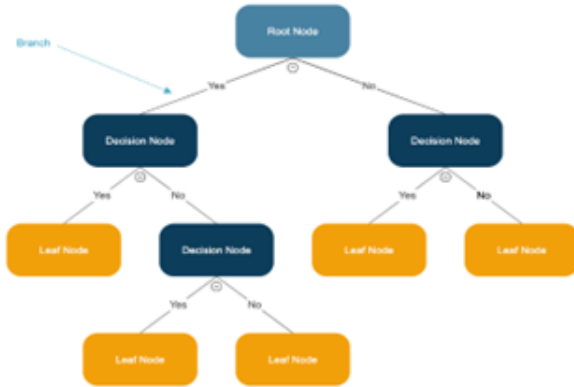 Root Node
Branch
Yes
No
Decision Node
Decision Node
Yes
No
Yes
No
Leaf Node
Decision Node
Leaf Node
Leaf Node
Yes
No
Leaf Node
Leaf Node